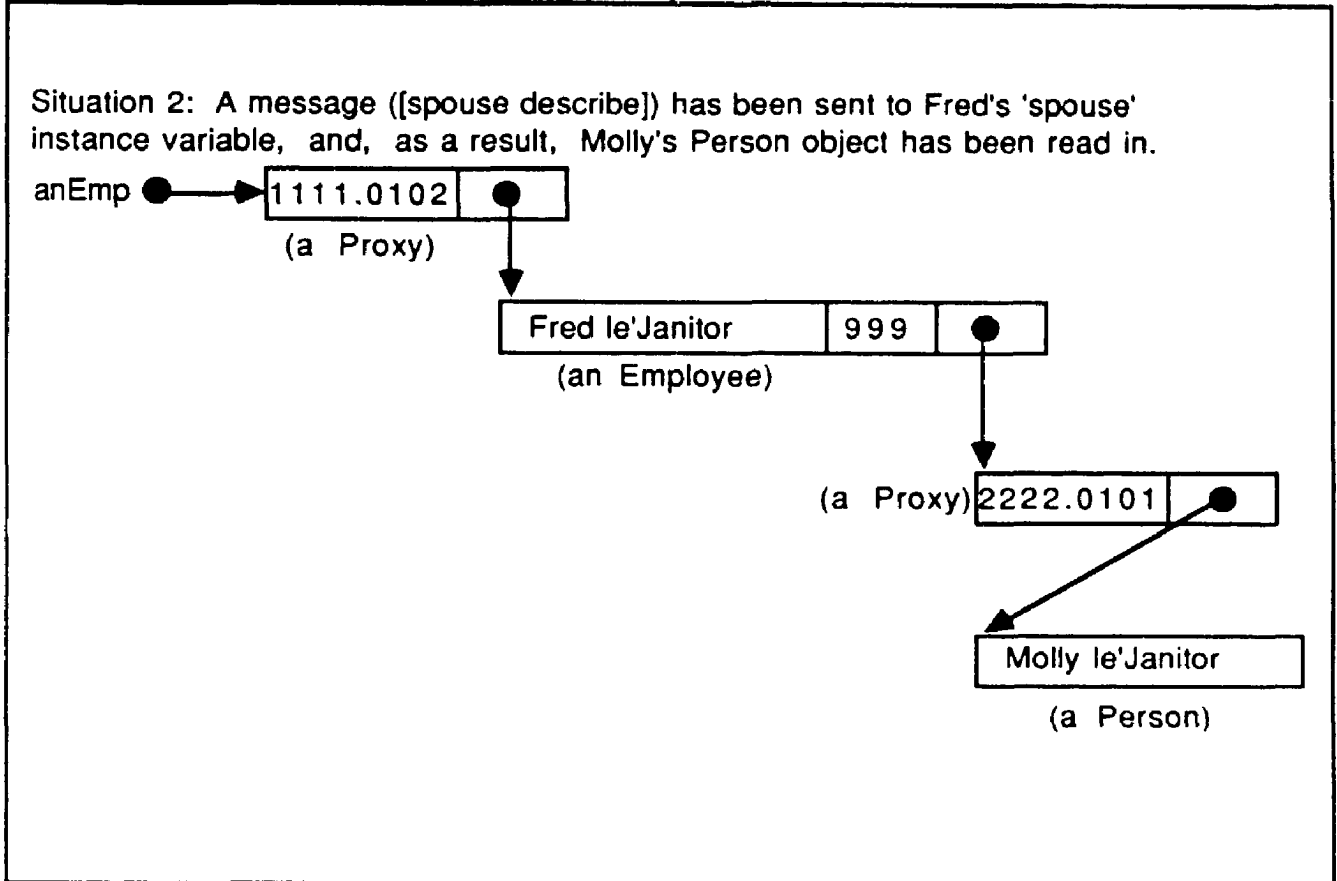 Situation 2: A message ([spouse describe]) has been sent to Fred's 'spouse'
instance variable, and, as a result, Molly's Person object has been read in.
anEmp 1111.0102
(a Proxy)
Fred le'Janitor 999
(an Employee)
(a Proxy) 2222.0101
Molly le'Janitor
(a Person)